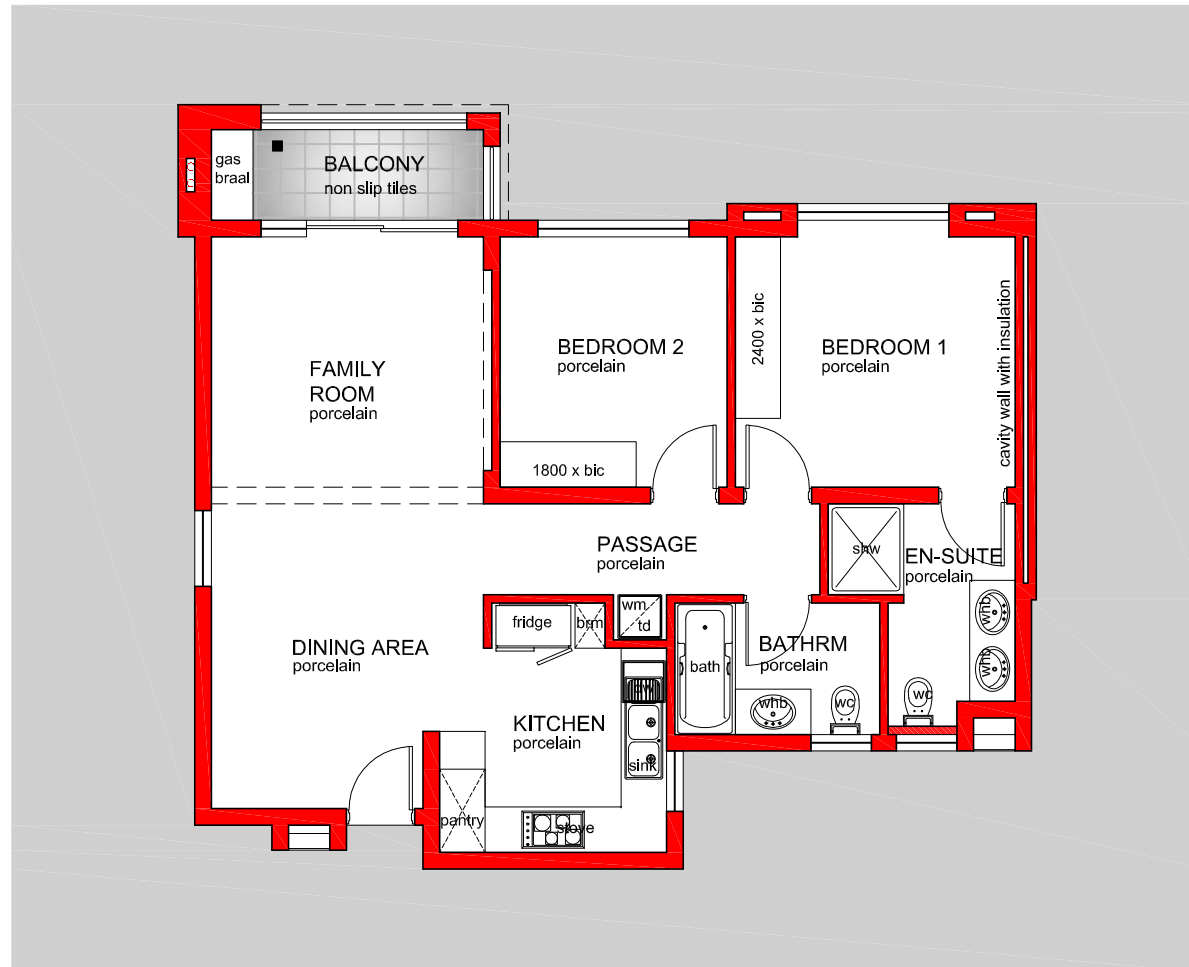 gas
braal
BALCONY
non slip tiles
FAMILY
ROOM
porcelain
BEDROOM 2
porcelain
1800 x bic
2400 x bic
BEDROOM 1
porcelain
cavity wall with insulation
PASSAGE
porcelain
shw
EN-SUITE
porcelain
whb
whb
wc
DINING AREA
porcelain
fridge
brm
wm
td
bath
BATHRM
porcelain
whb
wc
KITCHEN
porcelain
sink
pantry
stove